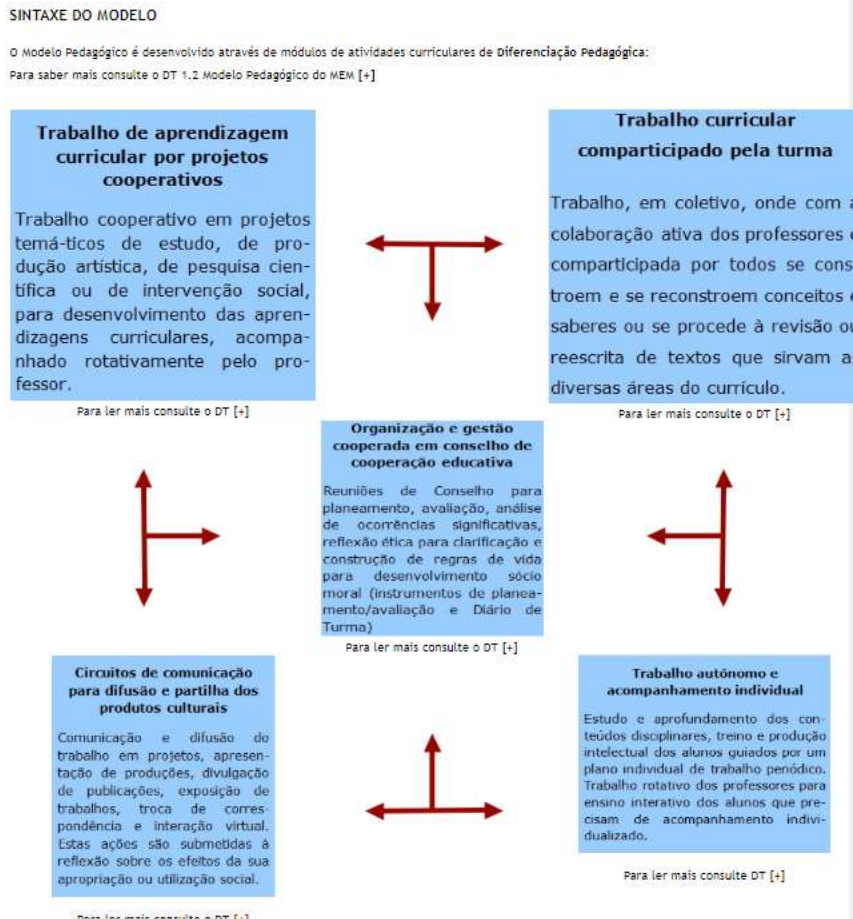 SINTAXE DO MODELO
O Modelo Pedagógico é desenvolvido através de módulos de atividades curriculares de Diferenciação Pedagógica:
Para saber mais consulte o DT 1.2 Modelo Pedagógico do MEM [+]
Trabalho de aprendizagem
curricular por projetos
cooperativos
Trabalho cooperativo em projetos
temá-ticos de estudo, de pro-
dução artística, de pesquisa cien-
tífica ou de intervenção social,
para desenvolvimento das apren-
dizagens curriculares, acompa-
nhado rotativamente pelo pro-
fessor.
Para ler mais consulte o DT [+]
Trabalho curricular
comparticipado pela turma
Trabalho, em coletivo, onde com a
colaboração ativa dos professores e
comparticipada por todos se cons-
troem e se reconstroem conceitos e
saberes ou se procede à revisão ou
reescrita de textos que sirvam as
diversas áreas do currículo.
Para ler mais consulte o DT [+]
Organização e gestão
cooperada em conselho de
cooperação educativa
Reuniões de Conselho para
planeamento, avaliação, análise
de ocorrências significativas,
reflexão ética para clarificação e
construção de regras de vida
para desenvolvimento sócio
moral (instrumentos de planea-
mento/avaliação e Diário de
Turma)
Para ler mais consulte o DT [+]
Circuitos de comunicação
para difusão e partilha dos
produtos culturais
Comunicação e difusão do
trabalho em projetos, apresen-
tação de produções, divulgação
de publicações, exposição de
trabalhos, troca de corres-
pondência e interação virtual.
Estas ações são submetidas à
reflexão sobre os efeitos da sua
apropriação ou utilização social.
Para ler mais consulte o DT [+]
Trabalho autónomo e
acompanhamento individual
Estudo e aprofundamento dos con-
teúdos disciplinares, treino e produção
intelectual dos alunos guiados por um
plano individual de trabalho periódico.
Trabalho rotativo dos professores para
ensino interativo dos alunos que pre-
cisam de acompanhamento indivi-
dualizado.
Para ler mais consulte DT [+]